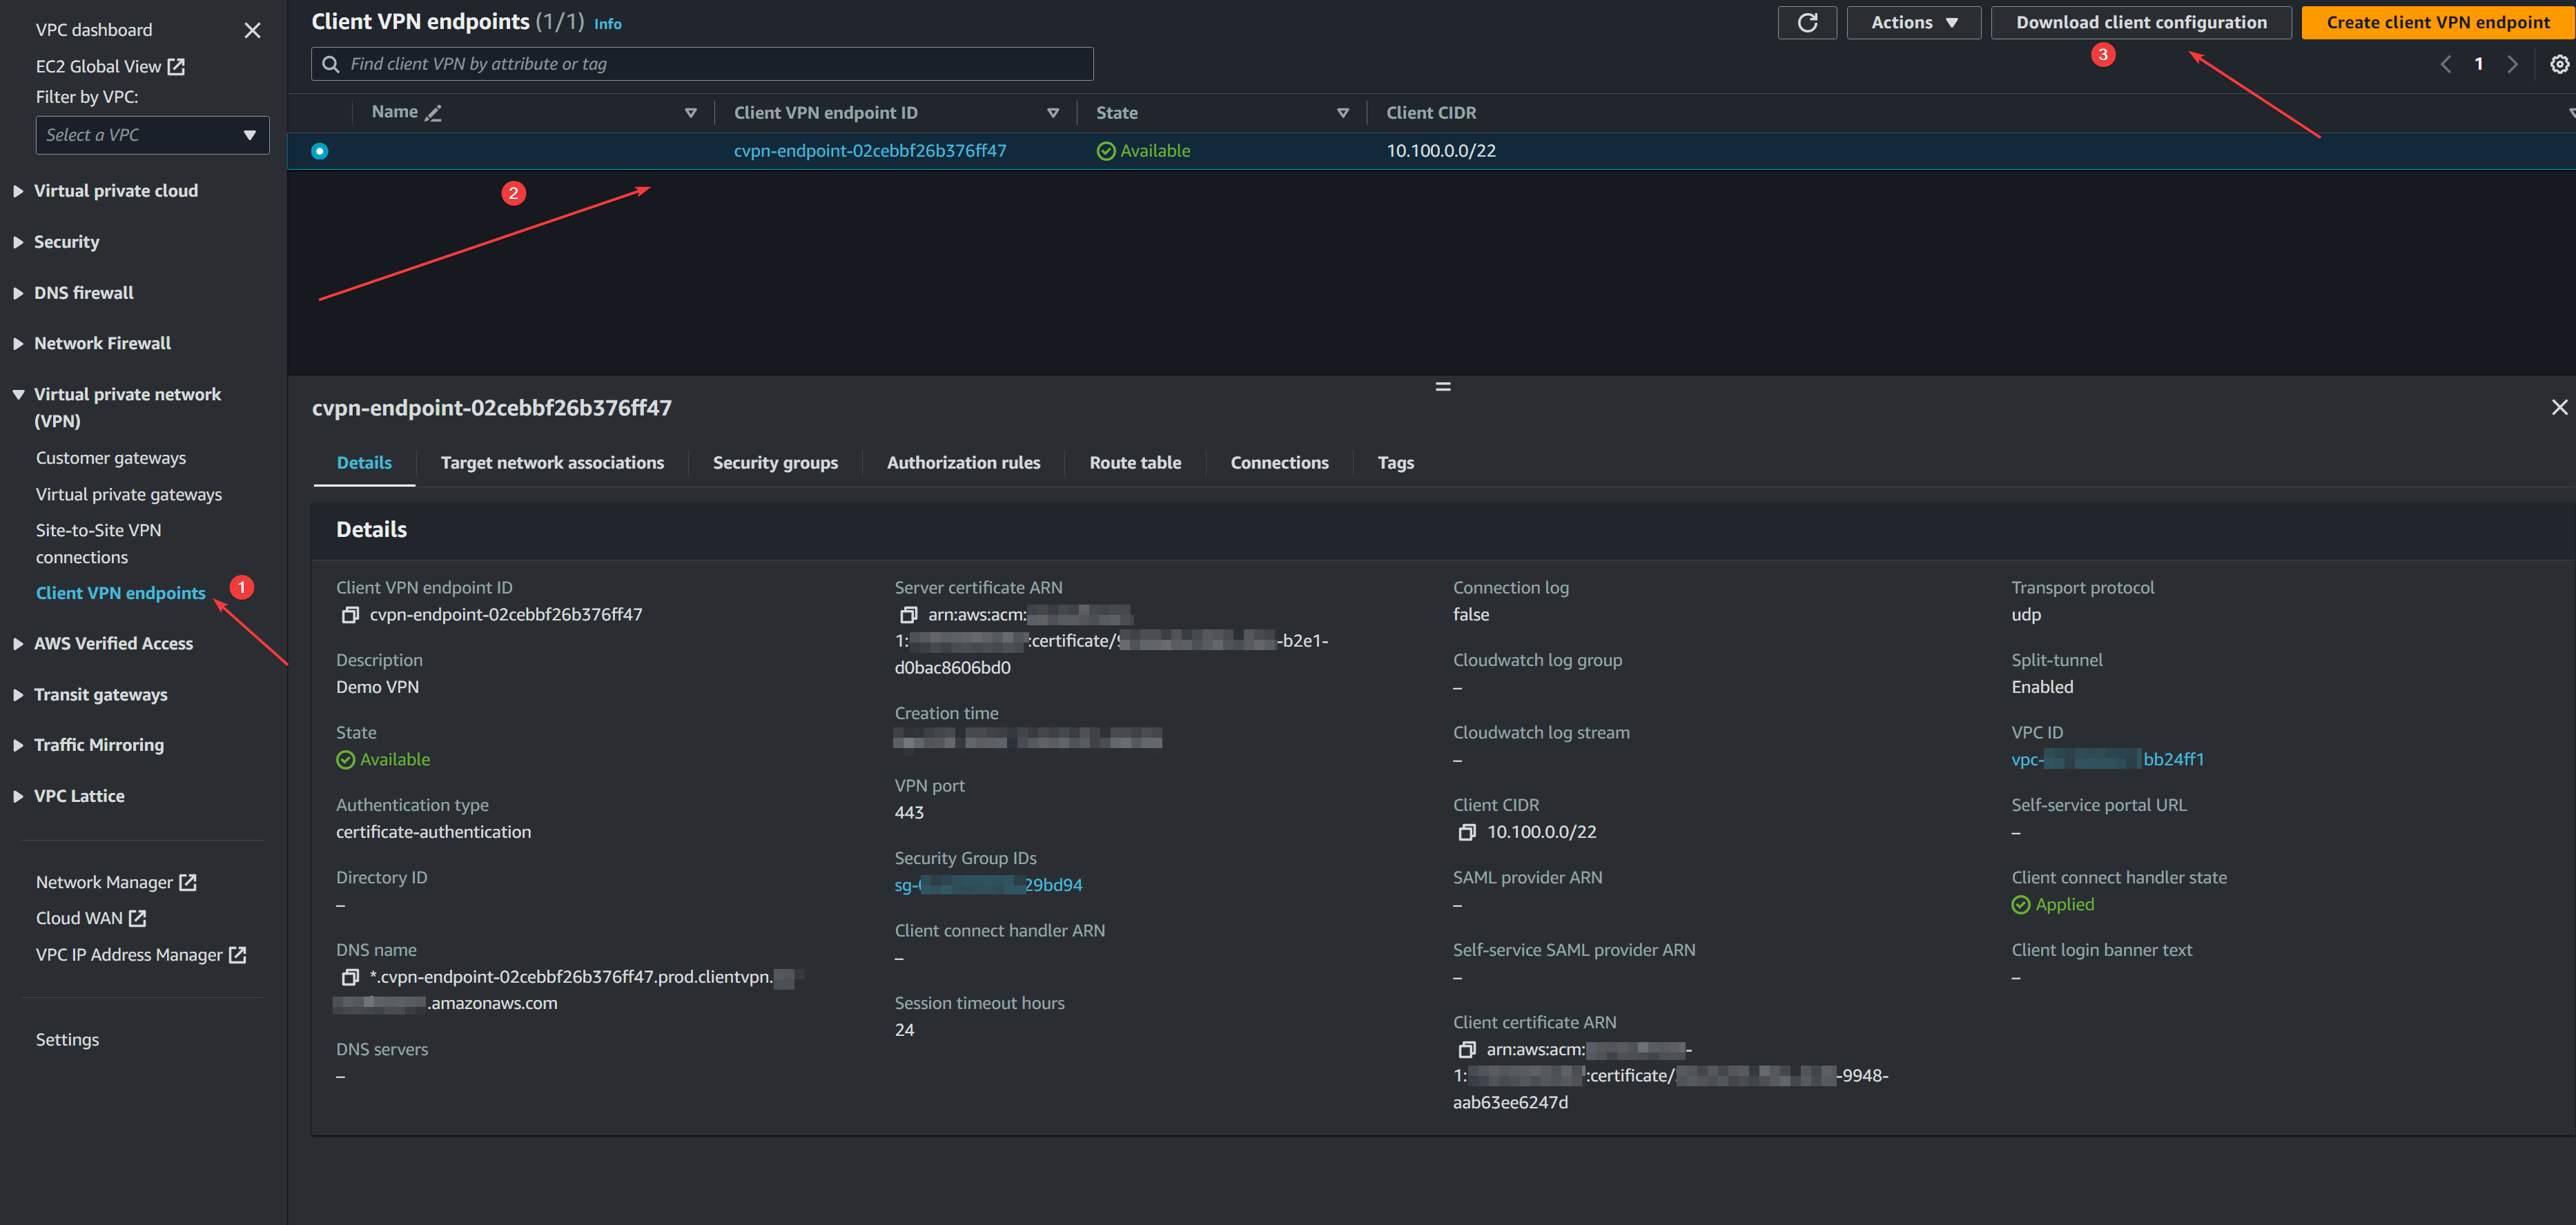 VPC dashboard
EC2 Global View
Filter by VPC:
Select a VPC
Virtual private cloud
Security
DNS firewall
Network Firewall
Virtual private network
(VPN)
Customer gateways
Virtual private gateways
Site-to-Site VPN
connections
Client VPN endpoints
1
AWS Verified Access
Transit gateways
Traffic Mirroring
VPC Lattice
Network Manager
Cloud WAN
VPC IP Address Manager
Settings
Client VPN endpoints (1/1) Info
Actions
Download client configuration
Create client VPN endpoint
3
Find client VPN by attribute or tag
1
Name
Client VPN endpoint ID
State
Client CIDR
cvpn-endpoint-02cebbf26b376ff47
Available
10.100.0.0/22
2
cvpn-endpoint-02cebbf26b376ff47
Details
Target network associations
Security groups
Authorization rules
Route table
Connections
Tags
Details
Client VPN endpoint ID
cvpn-endpoint-02cebbf26b376ff47
Description
Demo VPN
State
Available
Authentication type
certificate-authentication
Directory ID
–
DNS name
*.cvpn-endpoint-02cebbf26b376ff47.prod.clientvpn.
.amazonaws.com
DNS servers
–
Server certificate ARN
arn:aws:acm:
1: :certificate/ -b2e1-
d0bac8606bd0
Creation time
VPN port
443
Security Group IDs
sg- 29bd94
Client connect handler ARN
–
Session timeout hours
24
Connection log
false
Cloudwatch log group
–
Cloudwatch log stream
–
Client CIDR
10.100.0.0/22
SAML provider ARN
–
Self-service SAML provider ARN
–
Client certificate ARN
arn:aws:acm: -
1: :certificate/ -9948-
aab63ee6247d
Transport protocol
udp
Split-tunnel
Enabled
VPC ID
vpc- bb24ff1
Self-service portal URL
–
Client connect handler state
Applied
Client login banner text
–